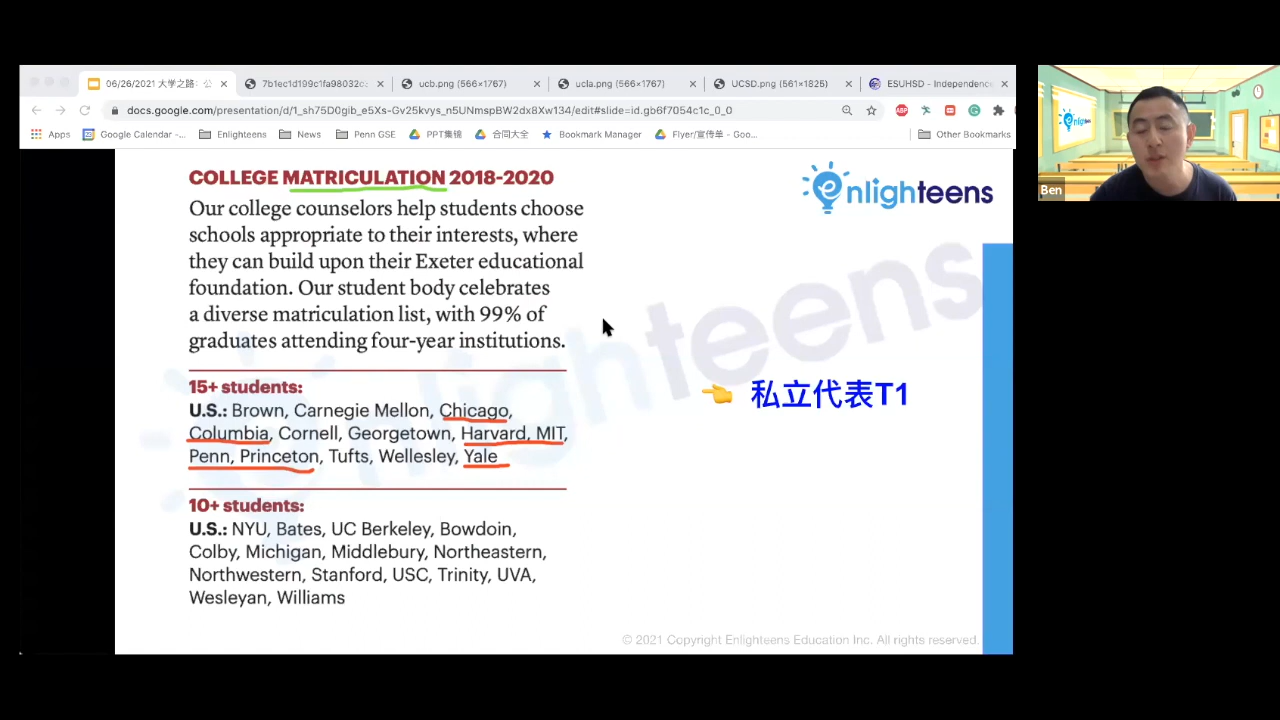 06/26/2021 大学之路：公
7b1ec1d199c1fa98032c
ucb.png (566×1767)
ucla.png (566×1767)
UCSD.png (561×1825)
ESUHSD - Independence
docs.google.com/presentation/d/1_sh75D0gib_e5Xs-Gv25kvys_n5UNmspBW2dx8Xw134/edit#slide=id.gb6f7054c1c_0_0
Apps
Google Calendar -...
Enlighteens
News
Penn GSE
PPT集锦
合同大全
Bookmark Manager
Flyer/宣传单 - Goo...
Other Bookmarks
COLLEGE MATRICULATION 2018-2020
Our college counselors help students choose
schools appropriate to their interests, where
they can build upon their Exeter educational
foundation. Our student body celebrates
a diverse matriculation list, with 99% of
graduates attending four-year institutions.
15+ students:
U.S.: Brown, Carnegie Mellon, Chicago,
Columbia, Cornell, Georgetown, Harvard, MIT,
Penn, Princeton, Tufts, Wellesley, Yale
10+ students:
U.S.: NYU, Bates, UC Berkeley, Bowdoin,
Colby, Michigan, Middlebury, Northeastern,
Northwestern, Stanford, USC, Trinity, UVA,
Wesleyan, Williams
enlighteens
enlighteens
👈 私立代表T1
© 2021 Copyright Enlighteens Education Inc. All rights reserved.
Ben